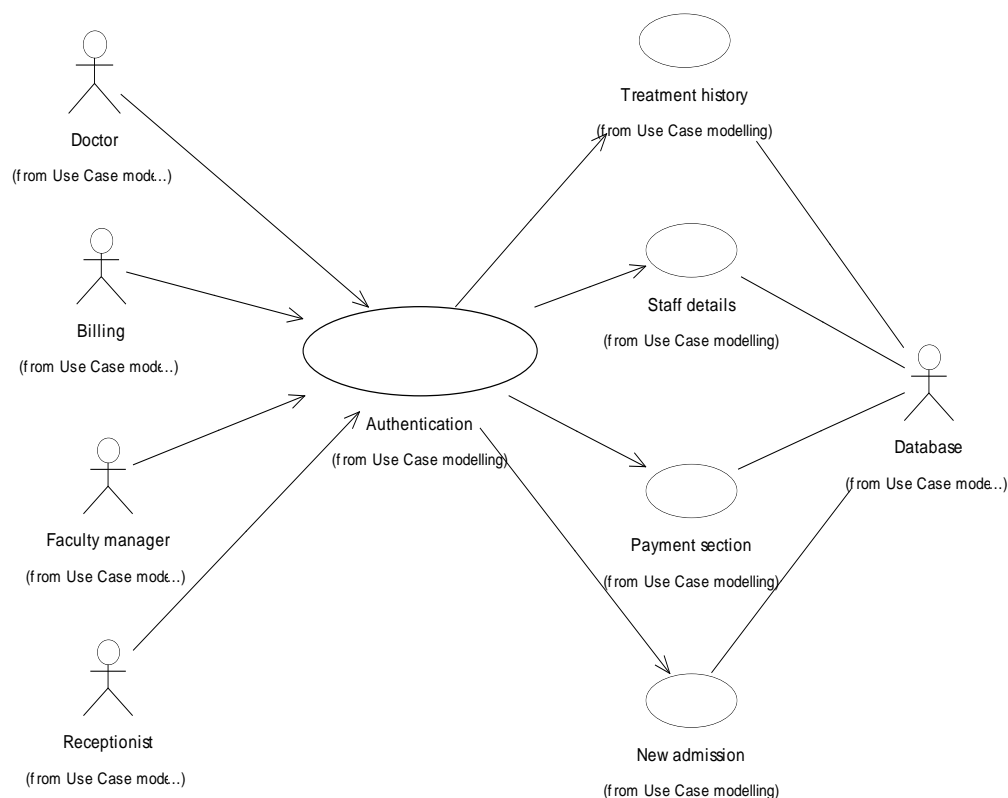 Treatment history
(from Use Case modelling)
Doctor
(from Use Case mode...)
Staff details
(from Use Case modelling)
Billing
(from Use Case mode...)
Authentication
(from Use Case modelling)
Database
(from Use Case mode...)
Faculty manager
(from Use Case mode...)
Payment section
(from Use Case modelling)
Receptionist
(from Use Case mode...)
New admission
(from Use Case modelling)